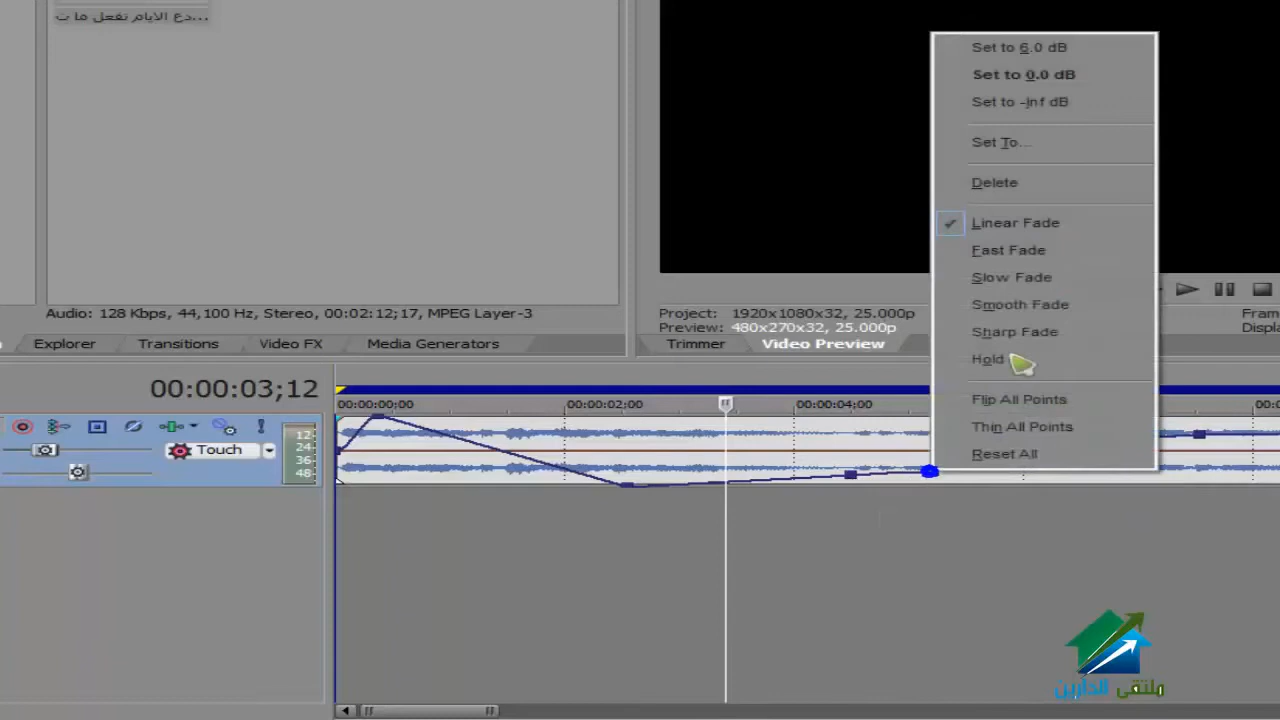 دع الايام تفعل ما ت...
Set to 6.0 dB
Set to 0.0 dB
Set to -Inf dB
Set To...
Delete
Linear Fade
Fast Fade
Slow Fade
Smooth Fade
Sharp Fade
Hold
Flip All Points
Thin All Points
Reset All
Audio: 128 Kbps, 44,100 Hz, Stereo, 00:02:12;17, MPEG Layer-3
Project: 1920x1080x32, 25.000p
Preview: 480x270x32, 25.000p
Fram
Displa
Explorer
Transitions
Video FX
Media Generators
Trimmer
Video Preview
00:00:03;12
00:00:00;00
00:00:02;00
00:00:04;00
00:0
Touch
12
24
36
48
ملتقى الدارين